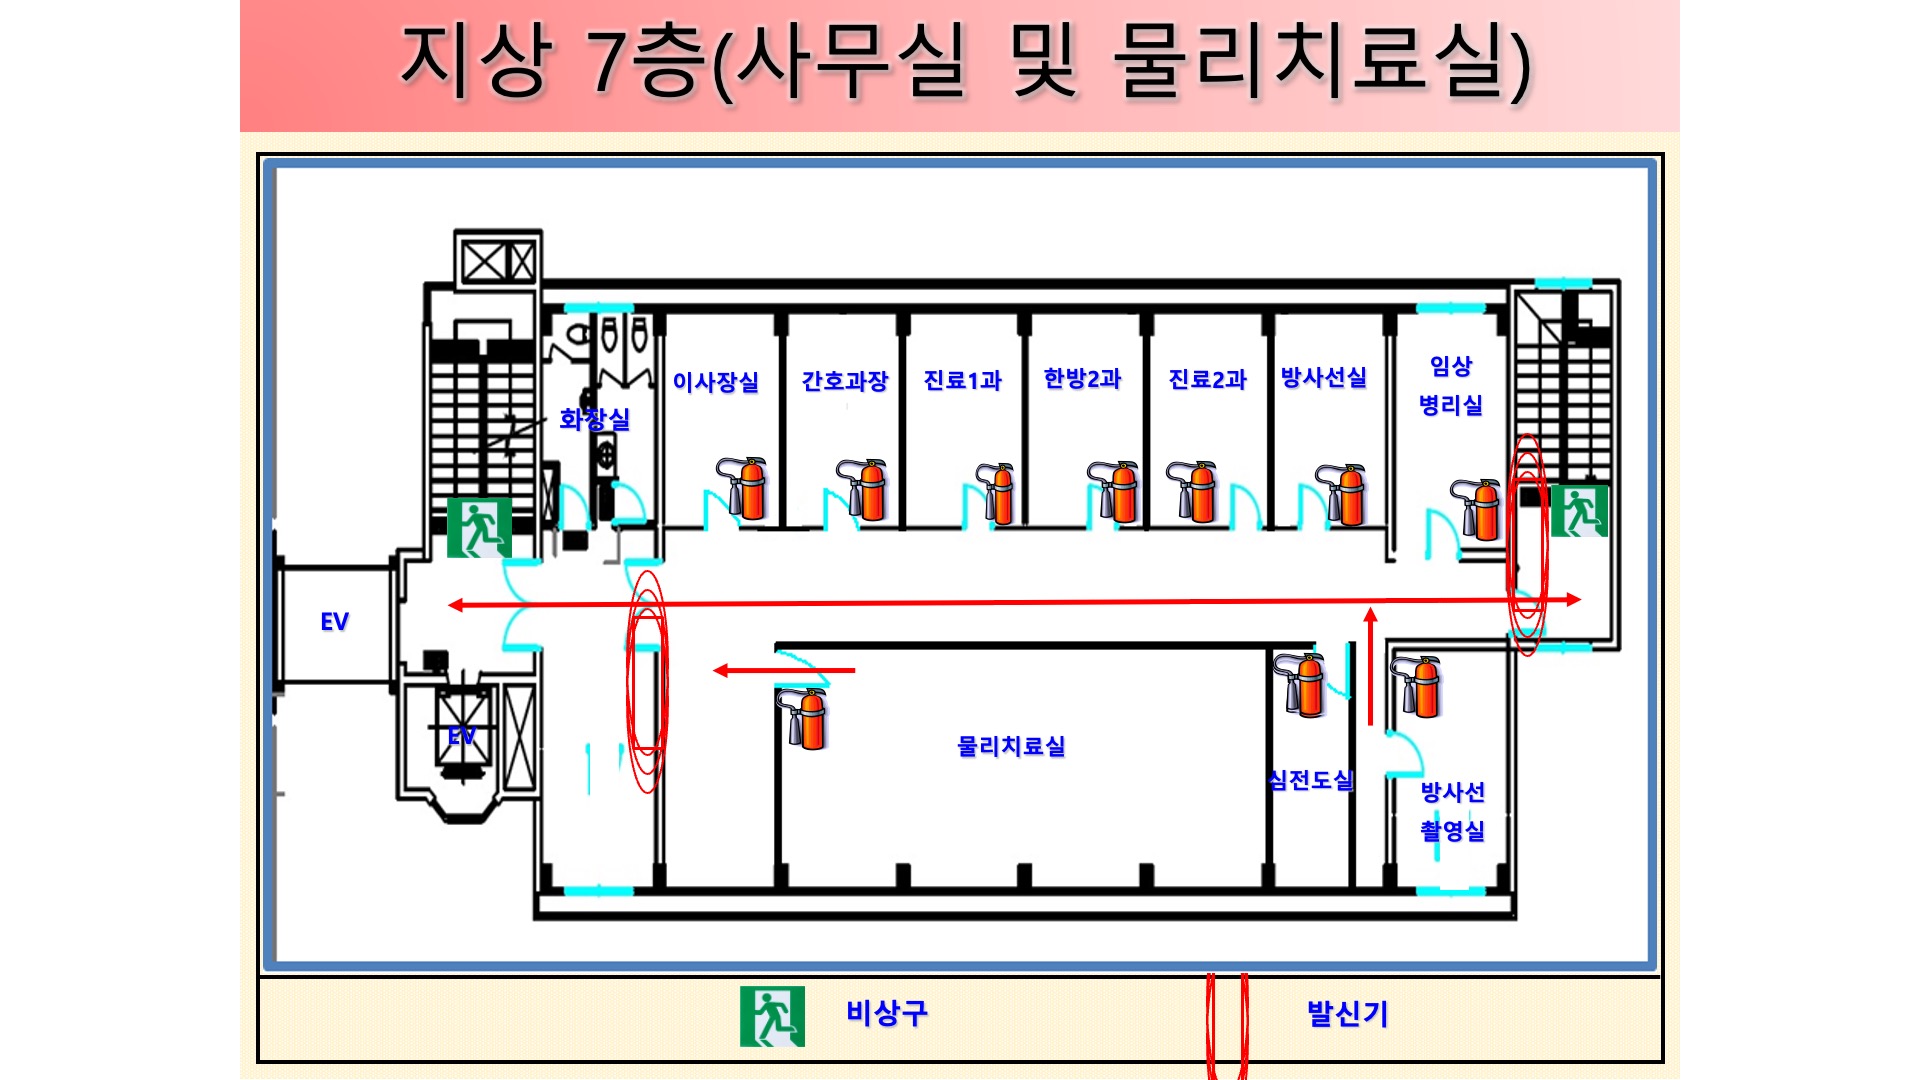 지상 7층(사무실 및 물리치료실)
이사장실
간호과장
진료1과
한방2과
진료2과
방사선실
임상
병리실
화장실
EV
EV
물리치료실
심전도실
방사선
촬영실
비상구
발신기